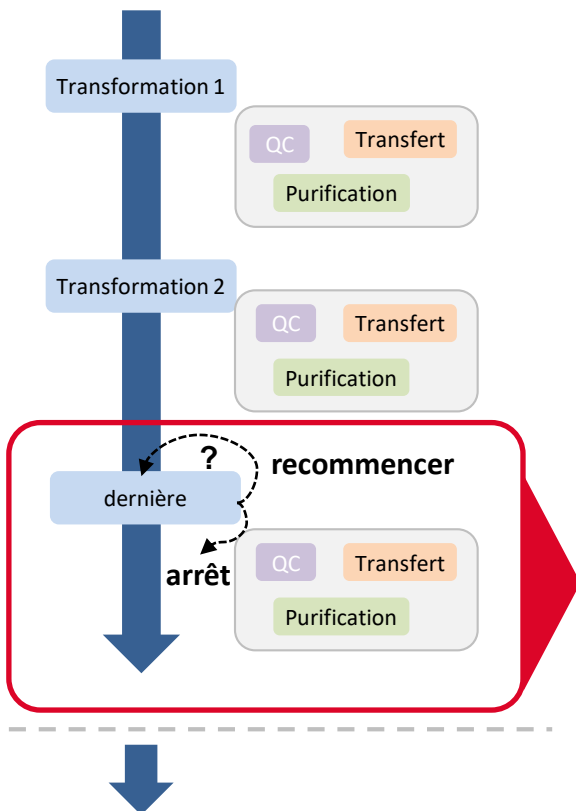 Transformation 1
QC
Transfert
Purification
Transformation 2
QC
Transfert
Purification
?
recommencer
dernière
arrêt
QC
Transfert
Purification